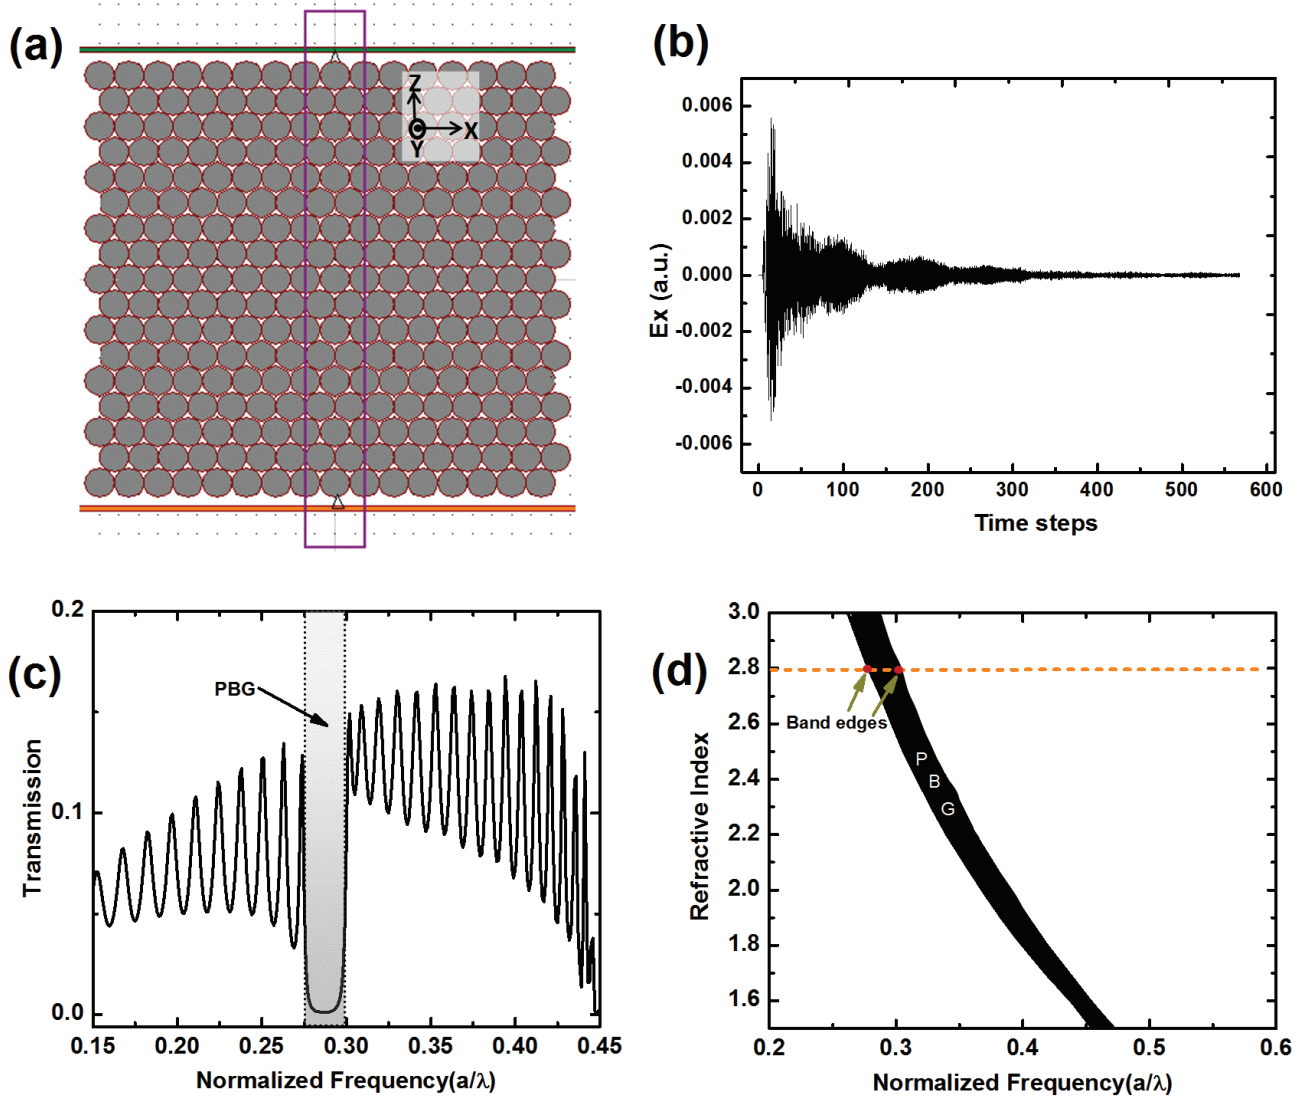 (a)
Z
X
Y
(b)
0.006
0.004
0.002
0.000
-0.002
-0.004
-0.006
Ex (a.u.)
0 100 200 300 400 500 600
Time steps
(c)
0.2
0.1
0.0
Transmission
PBG
0.15 0.20 0.25 0.30 0.35 0.40 0.45
Normalized Frequency(a/λ)
(d)
3.0
2.8
2.6
2.4
2.2
2.0
1.8
1.6
Refractive Index
Band edges
P
B
G
0.2 0.3 0.4 0.5 0.6
Normalized Frequency(a/λ)